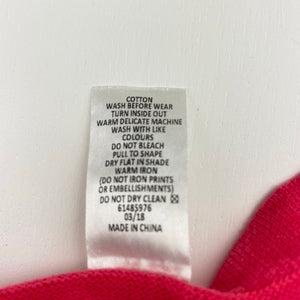 COTTON
WASH BEFORE WEAR
TURN INSIDE OUT
WARM DELICATE MACHINE
WASH WITH LIKE
COLOURS
DO NOT BLEACH
PULL TO SHAPE
DRY FLAT IN SHADE
WARM IRON
(DO NOT IRON PRINTS
OR EMBELLISHMENTS)
DO NOT DRY CLEAN
61485976
03/18
MADE IN CHINA